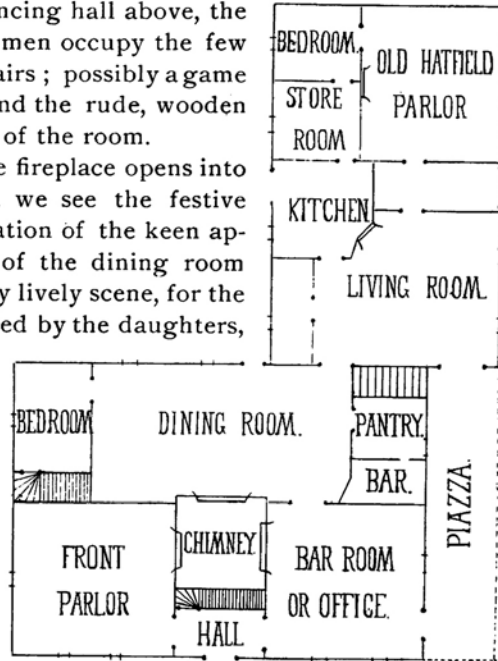 ncing hall above, the
men occupy the few
airs ; possibly a game
nd the rude, wooden
of the room.
e fireplace opens into
we see the festive
ation of the keen ap-
of the dining room
y lively scene, for the
ed by the daughters,
BEDROOM.
OLD HATFIELD
PARLOR
STORE
ROOM
KITCHEN
LIVING ROOM.
BEDROOM
DINING ROOM.
PANTRY.
BAR.
PIAZZA.
FRONT
PARLOR
CHIMNEY
BAR ROOM
OR OFFICE.
HALL